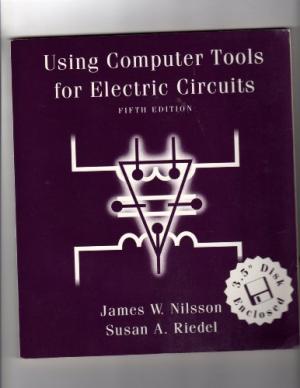 Using Computer Tools
for Electric Circuits
FIFTH EDITION
James W. Nilsson
Susan A. Riedel
3.5" Disk
Enclosed